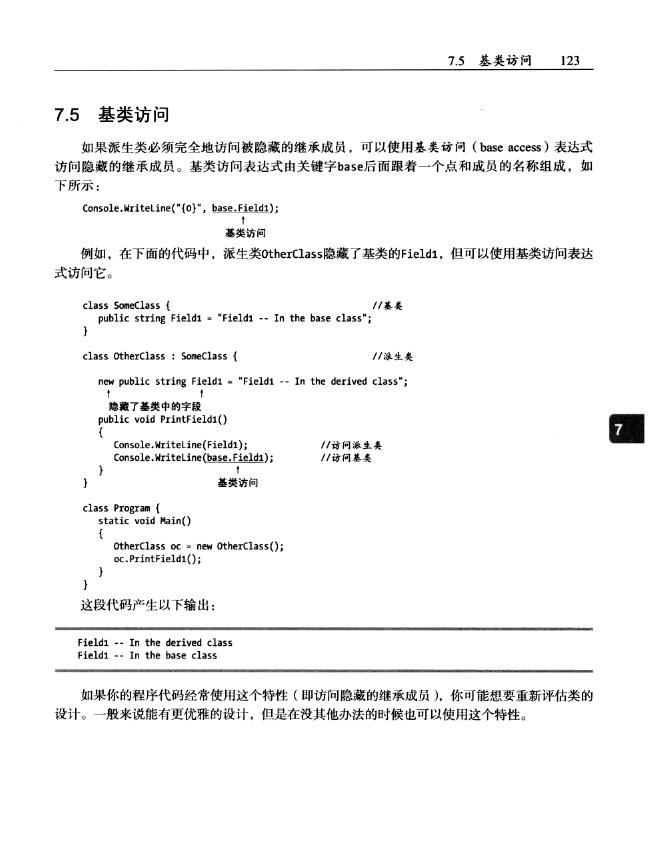 7.5 基类访问 123
7.5 基类访问
如果派生类必须完全地访问被隐藏的继承成员，可以使用基类访问（base access）表达式
访问隐藏的继承成员。基类访问表达式由关键字base后面跟着一个点和成员的名称组成，如
下所示：
Console.WriteLine("{0}", base.Field1);
↑
基类访问
例如，在下面的代码中，派生类OtherClass隐藏了基类的Field1，但可以使用基类访问表达
式访问它。
class SomeClass { //基类
public string Field1 = "Field1 -- In the base class";
}
class OtherClass : SomeClass { //派生类
new public string Field1 = "Field1 -- In the derived class";
↑ ↑
隐藏了基类中的字段
public void PrintField1()
{
Console.WriteLine(Field1); //访问派生类
Console.WriteLine(base.Field1); //访问基类
} ↑
} 基类访问
class Program {
static void Main()
{
OtherClass oc = new OtherClass();
oc.PrintField1();
}
}
这段代码产生以下输出：
Field1 -- In the derived class
Field1 -- In the base class
如果你的程序代码经常使用这个特性（即访问隐藏的继承成员），你可能想要重新评估类的
设计。一般来说能有更优雅的设计，但是在没其他办法的时候也可以使用这个特性。
7